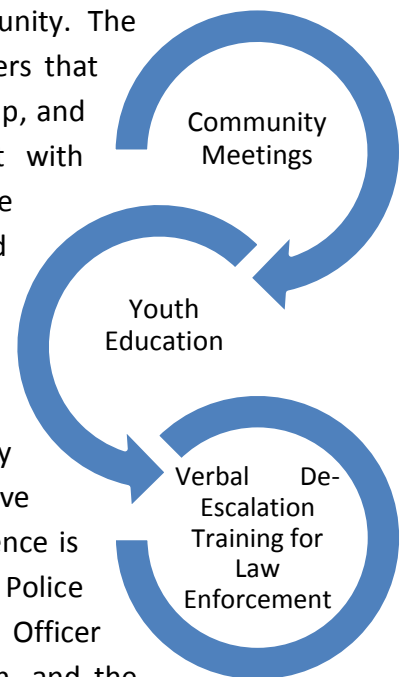 unity. The
ers that
p, and
t with
e
d
y
ve
ence is
Police
Officer
and the
Community
Meetings
Youth
Education
Verbal De-
Escalation
Training for
Law
Enforcement